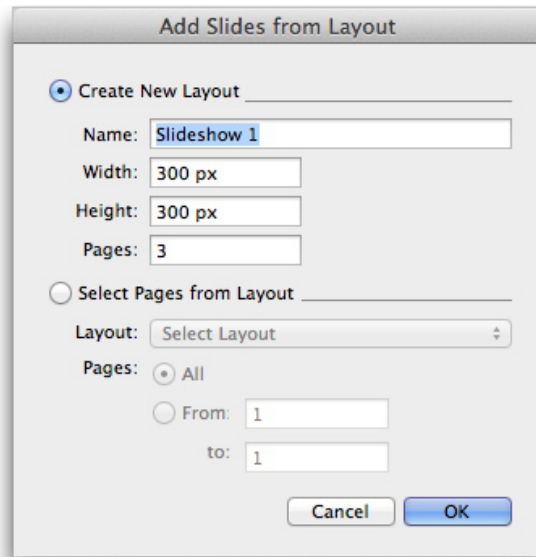 Add Slides from Layout
Create New Layout
Name: Slideshow 1
Width: 300 px
Height: 300 px
Pages: 3
Select Pages from Layout
Layout: Select Layout
Pages: All
From: 1
to: 1
Cancel OK